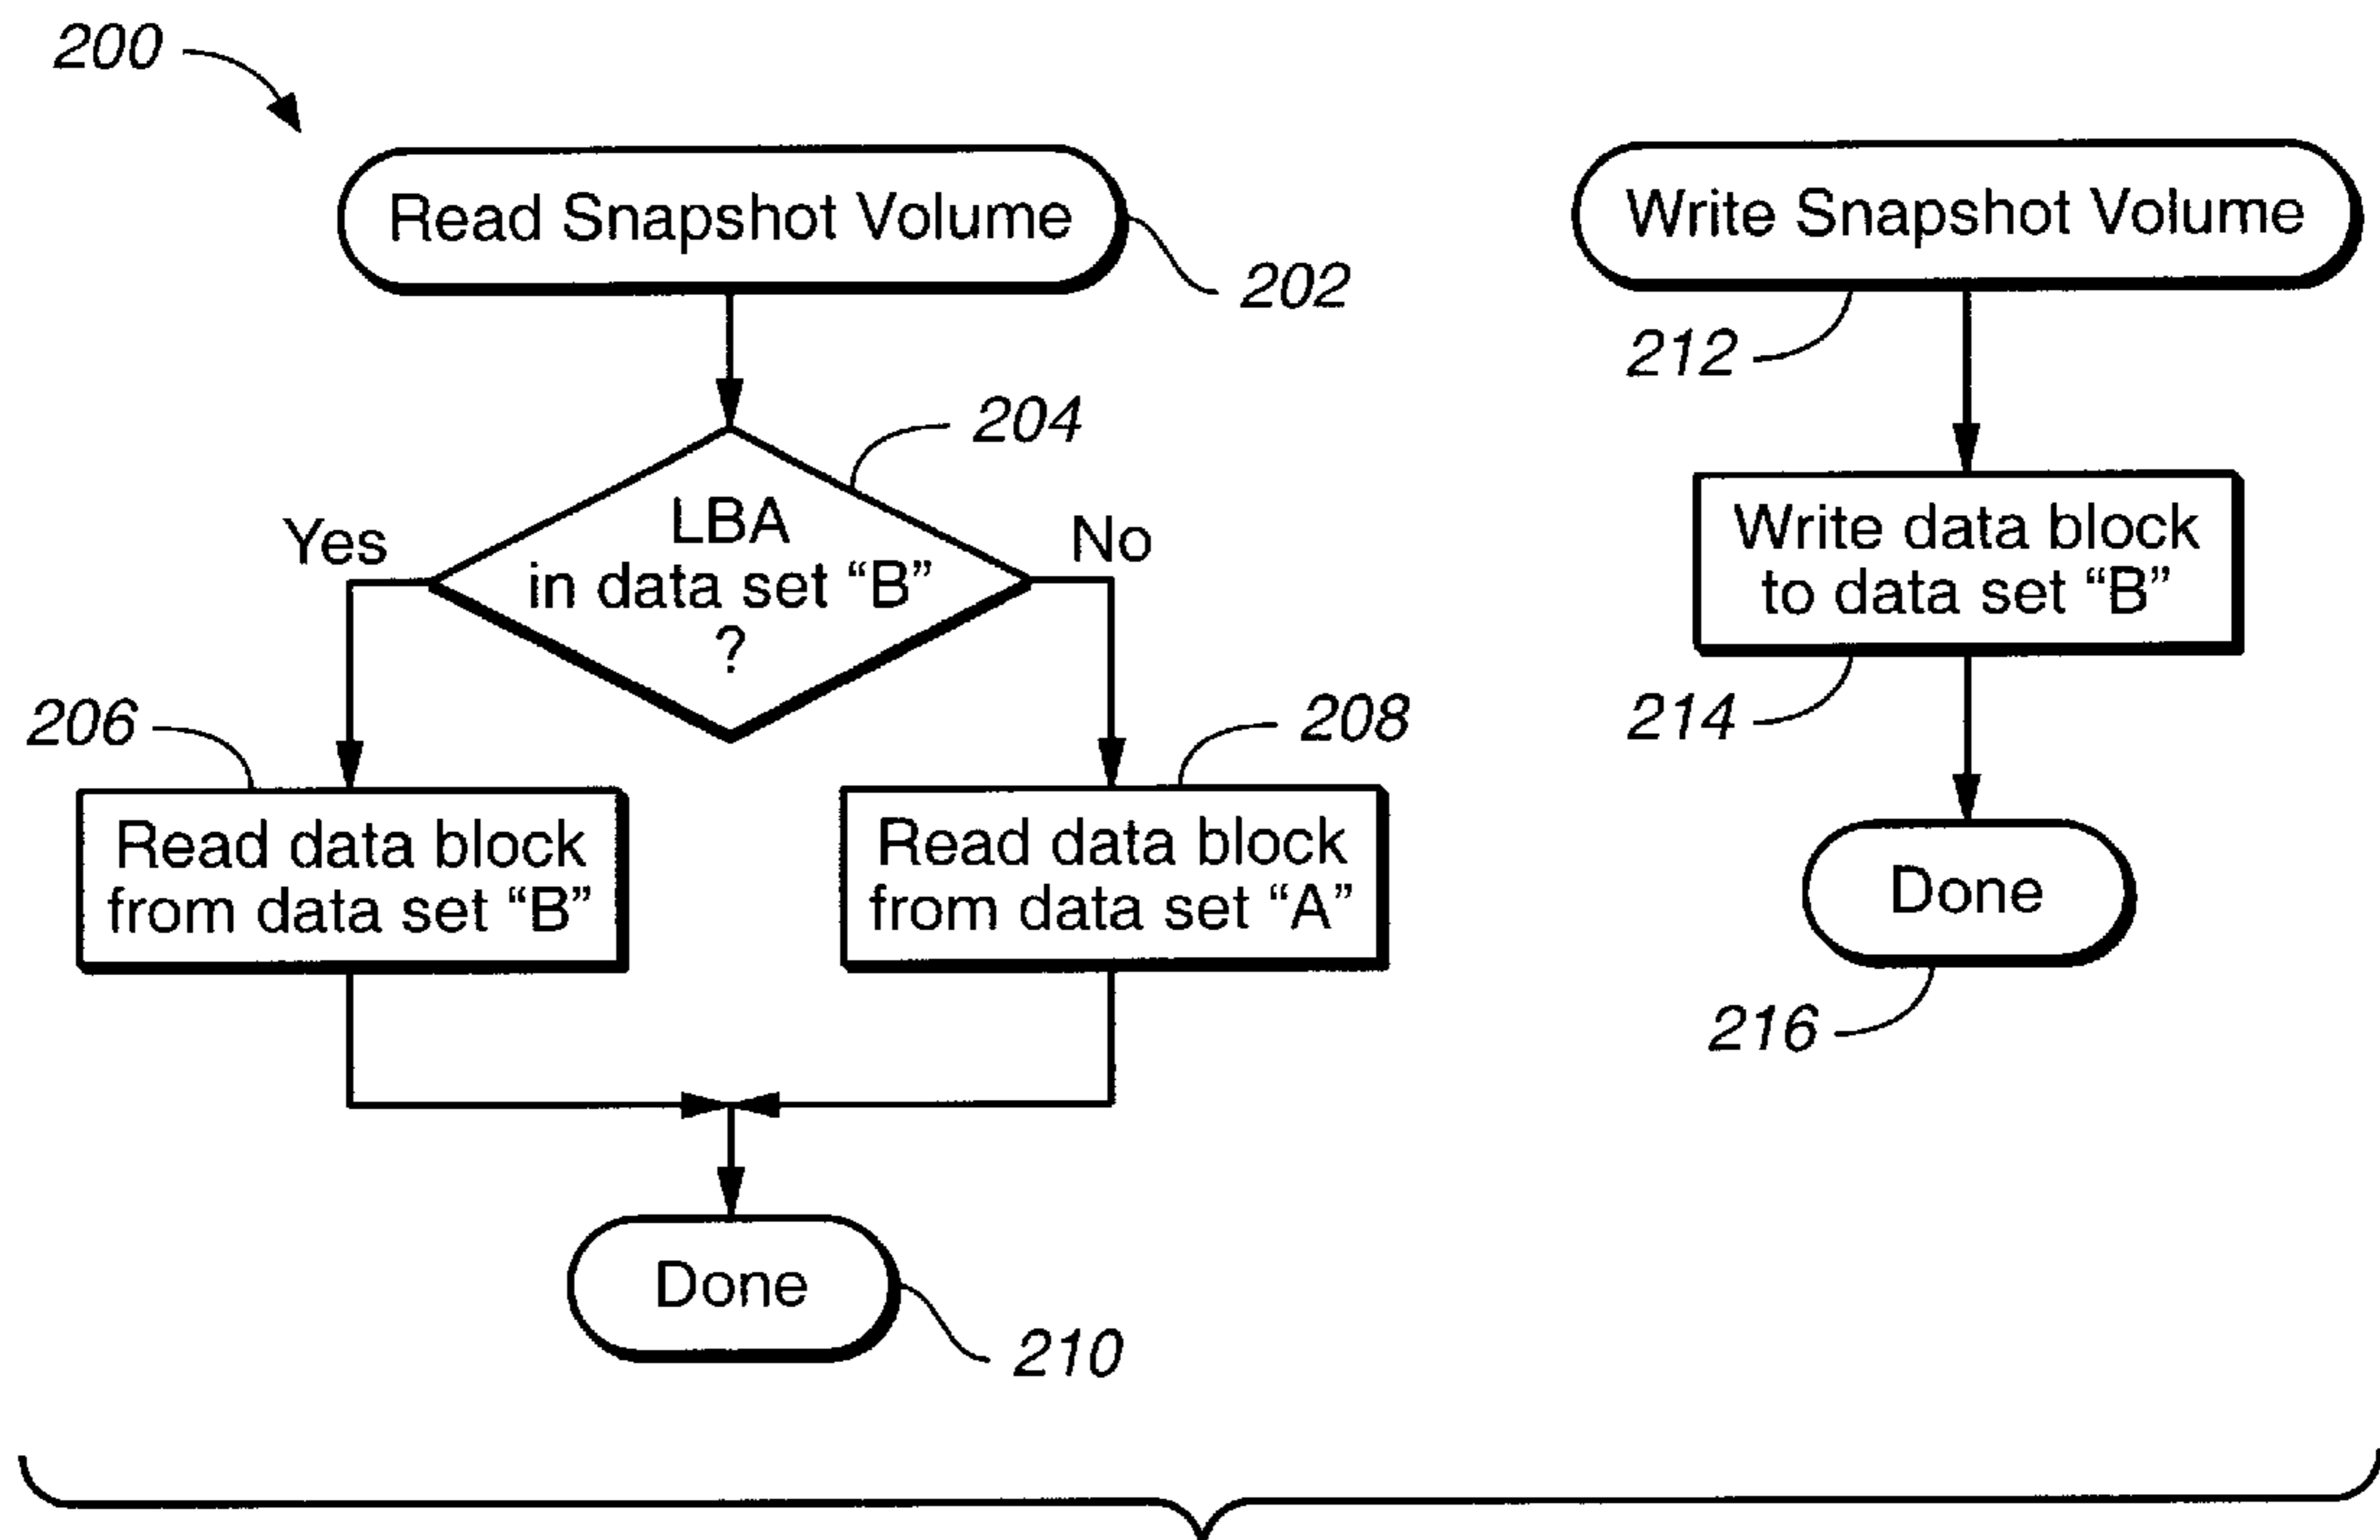 200
Read Snapshot Volume
202
204
LBA
in data set “B”
?
Yes
No
206
208
Read data block
from data set “B”
Read data block
from data set “A”
Done
210
Write Snapshot Volume
212
Write data block
to data set “B”
214
Done
216